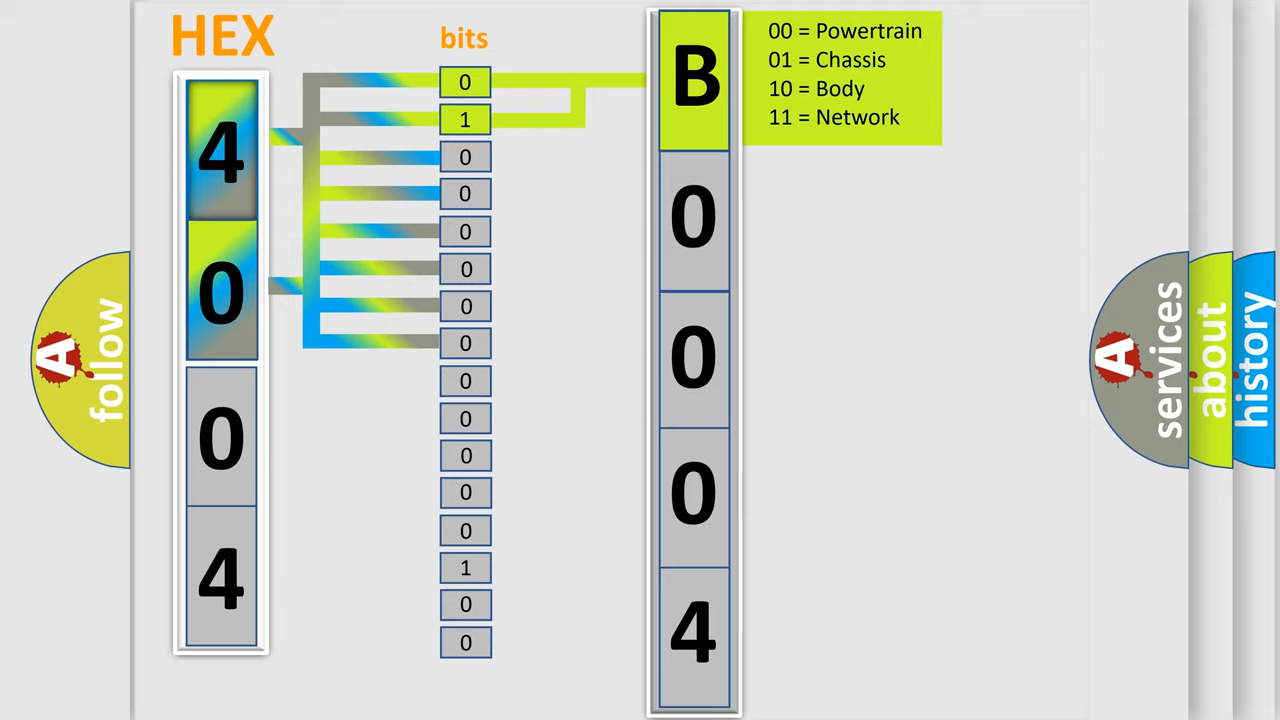 HEX
4
0
0
4
bits
0
1
0
0
0
0
0
0
0
0
0
0
0
1
0
0
B
0
0
0
4
00 = Powertrain
01 = Chassis
10 = Body
11 = Network
A
follow
A
services
about
history